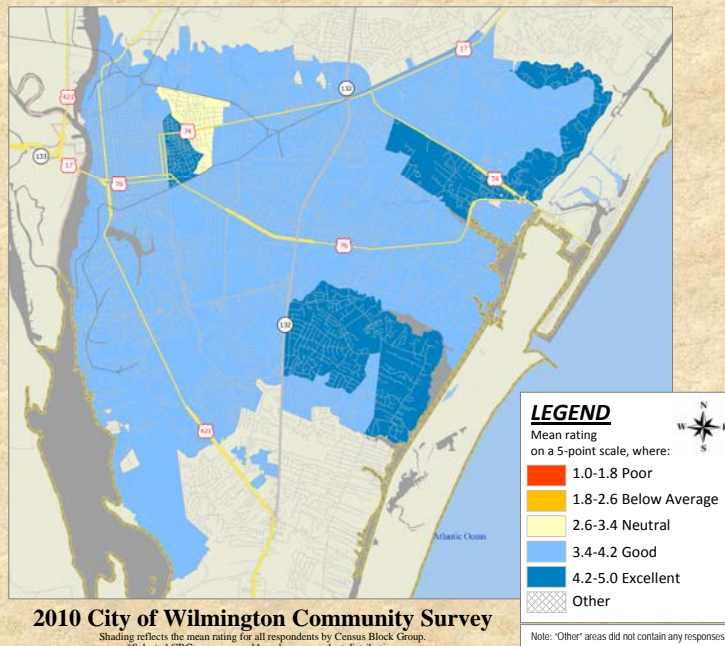 17
421
132
74
133
17
76
74
76
132
421
Atlantic Ocean
LEGEND
N
W E
S
Mean rating
on a 5-point scale, where:
1.0-1.8 Poor
1.8-2.6 Below Average
2.6-3.4 Neutral
3.4-4.2 Good
4.2-5.0 Excellent
Other
2010 City of Wilmington Community Survey
Shading reflects the mean rating for all respondents by Census Block Group.
Note: "Other" areas did not contain any responses